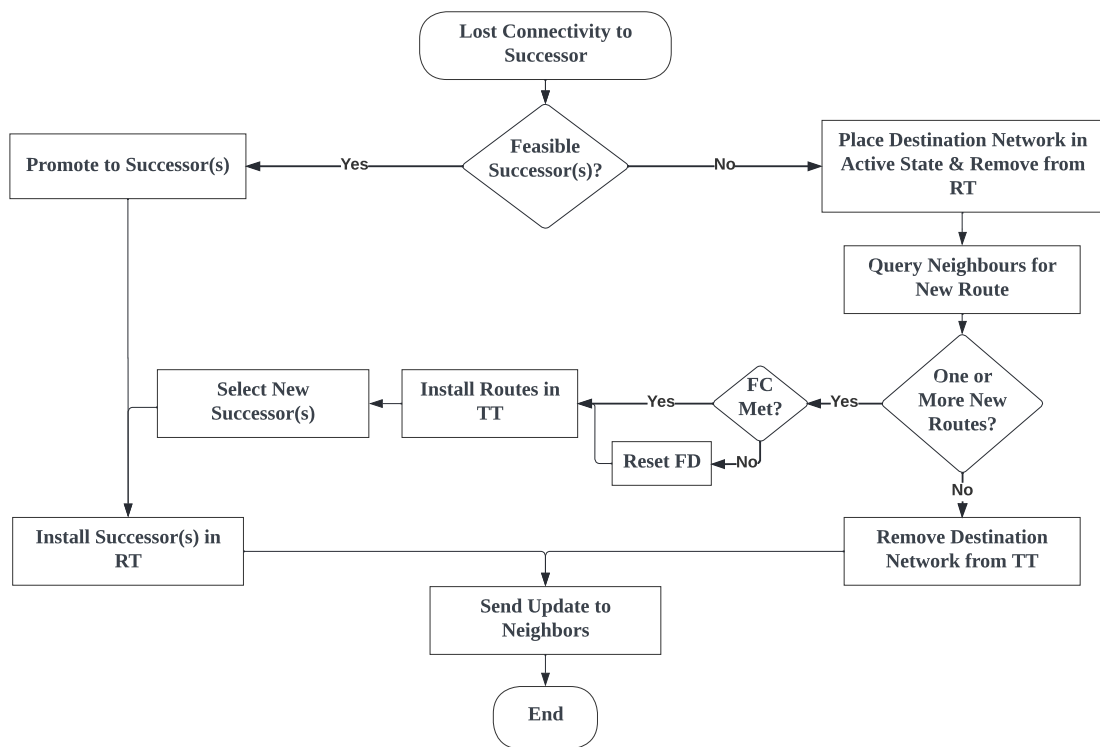 Lost Connectivity to
Successor
Feasible
Successor(s)?
Yes
No
Promote to Successor(s)
Place Destination Network in
Active State & Remove from
RT
Query Neighbours for
New Route
One or
More New
Routes?
Yes
No
FC
Met?
Yes
No
Reset FD
Install Routes in
TT
Select New
Successor(s)
Install Successor(s) in
RT
Remove Destination
Network from TT
Send Update to
Neighbors
End